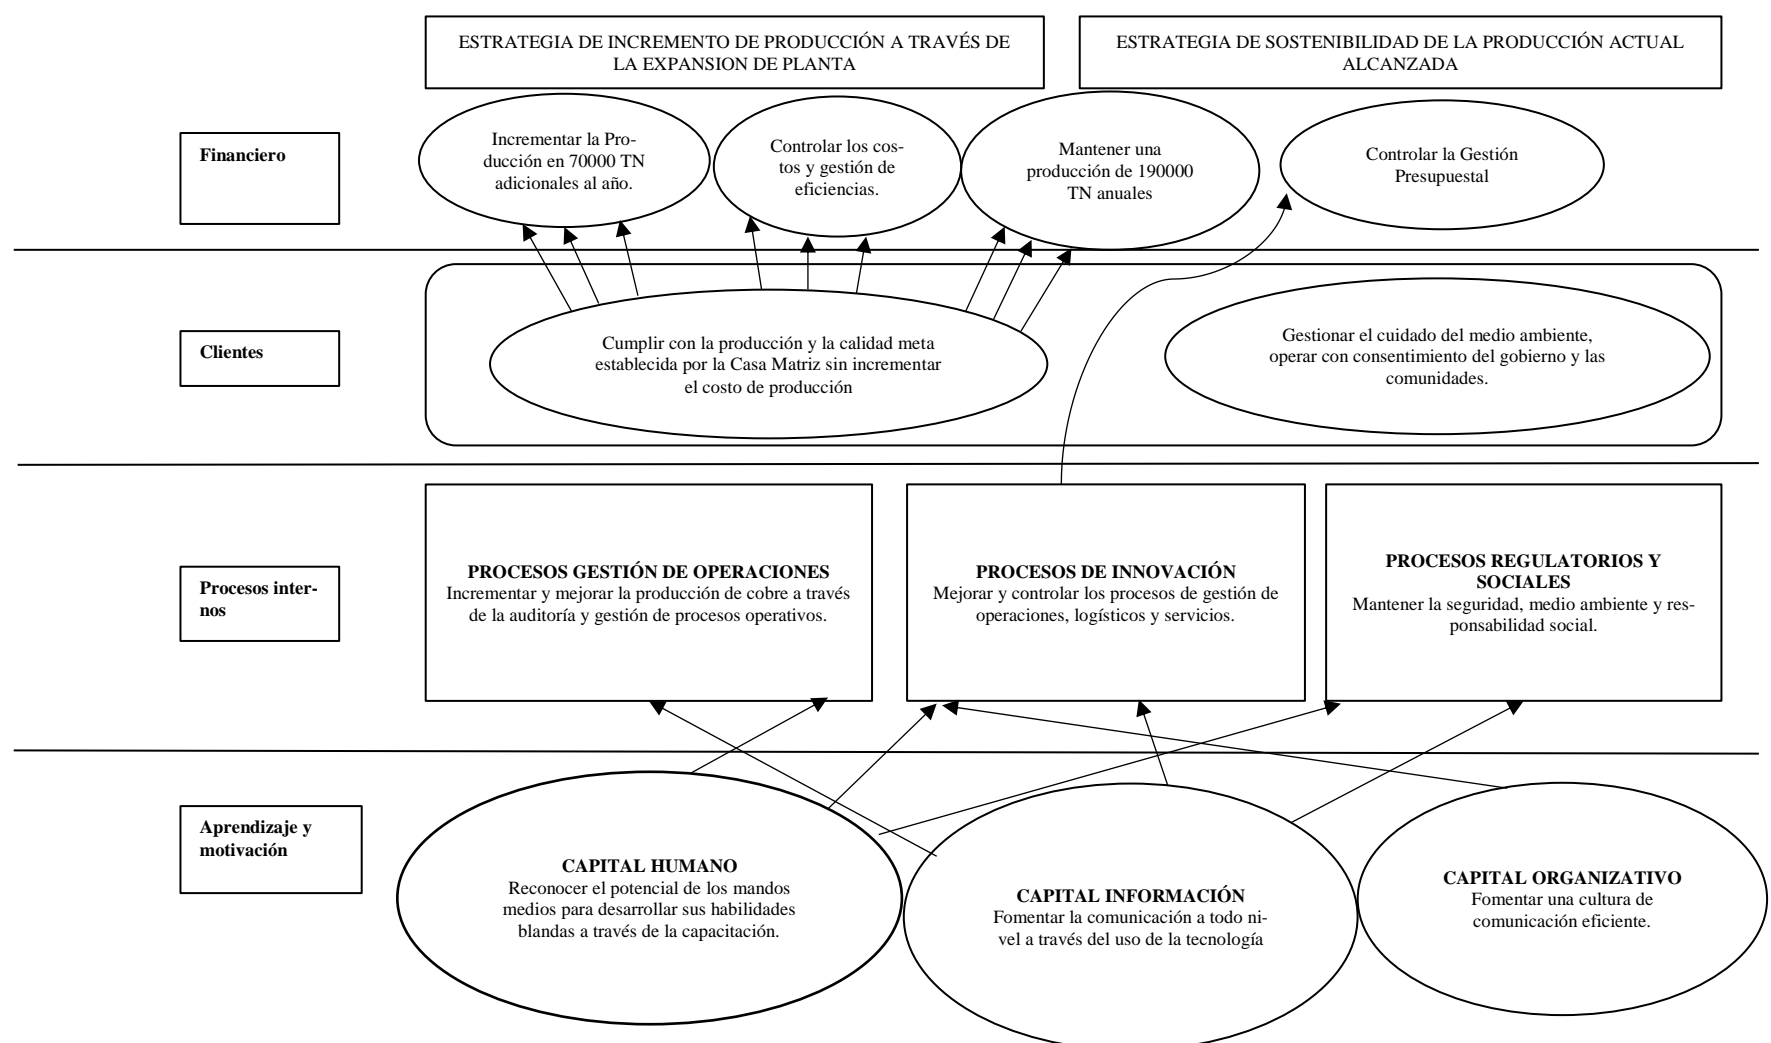 ESTRATEGIA DE INCREMENTO DE PRODUCCIÓN A TRAVÉS DE
LA EXPANSION DE PLANTA
ESTRATEGIA DE SOSTENIBILIDAD DE LA PRODUCCIÓN ACTUAL
ALCANZADA
Financiero
Incrementar la Pro-
ducción en 70000 TN
adicionales al año.
Controlar los cos-
tos y gestión de
eficiencias.
Mantener una
producción de 190000
TN anuales
Controlar la Gestión
Presupuestal
Clientes
Cumplir con la producción y la calidad meta
establecida por la Casa Matriz sin incrementar
el costo de producción
Gestionar el cuidado del medio ambiente,
operar con consentimiento del gobierno y las
comunidades.
Procesos inter-
nos
PROCESOS GESTIÓN DE OPERACIONES
Incrementar y mejorar la producción de cobre a través
de la auditoría y gestión de procesos operativos.
PROCESOS DE INNOVACIÓN
Mejorar y controlar los procesos de gestión de
operaciones, logísticos y servicios.
PROCESOS REGULATORIOS Y
SOCIALES
Mantener la seguridad, medio ambiente y res-
ponsabilidad social.
Aprendizaje y
motivación
CAPITAL HUMANO
Reconocer el potencial de los mandos
medios para desarrollar sus habilidades
blandas a través de la capacitación.
CAPITAL INFORMACIÓN
Fomentar la comunicación a todo ni-
vel a través del uso de la tecnología
CAPITAL ORGANIZATIVO
Fomentar una cultura de
comunicación eficiente.